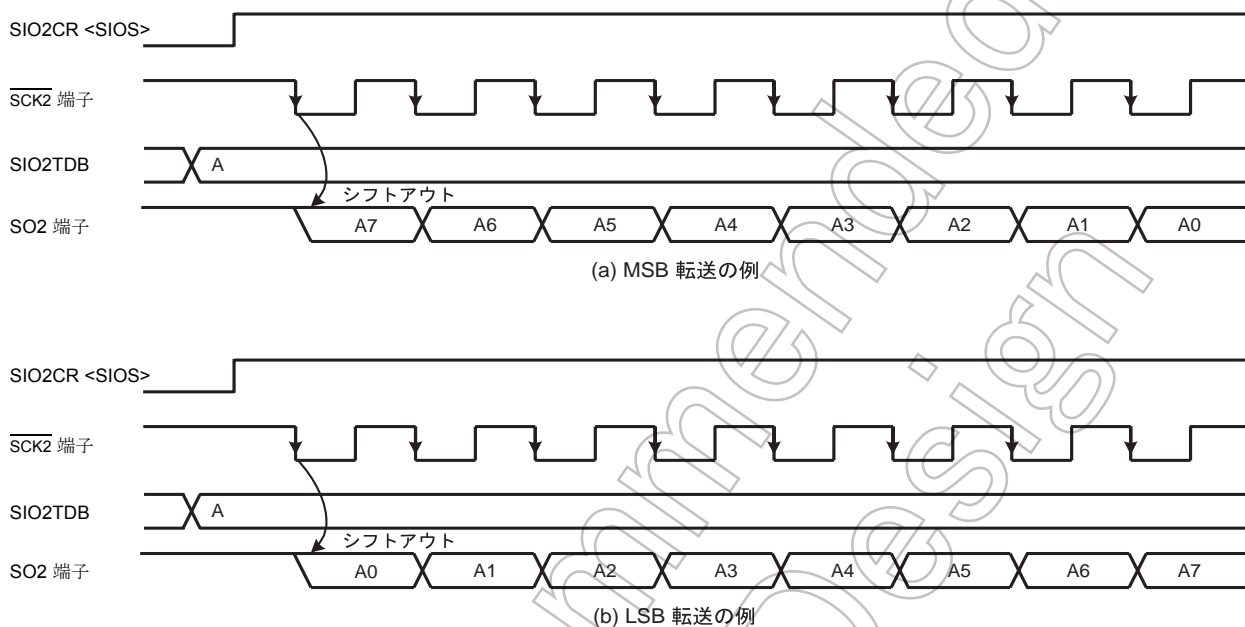 SIO2CR <SIOS>
SCK2 端子
SIO2TDB A
シフトアウト
SO2 端子 A7 A6 A5 A4 A3 A2 A1 A0
(a) MSB 転送の例
SIO2CR <SIOS>
SCK2 端子
SIO2TDB A
シフトアウト
SO2 端子 A0 A1 A2 A3 A4 A5 A6 A7
(b) LSB 転送の例
mmended
Design